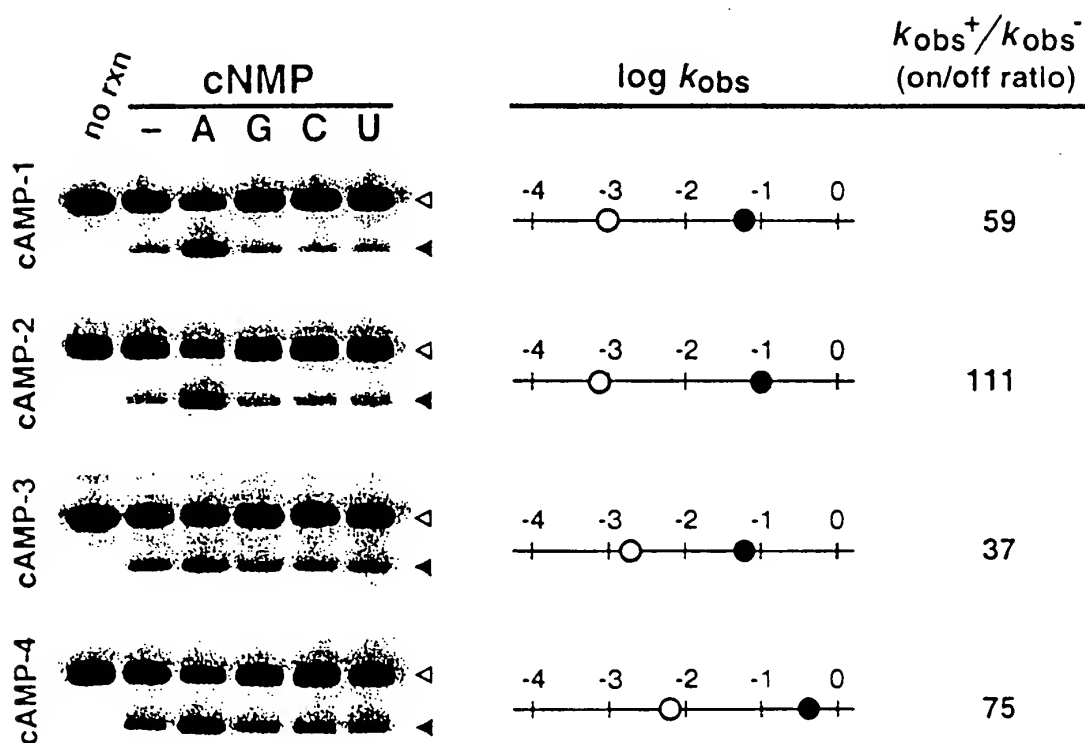 no rxn
cNMP
– A G C U
log kobs
kobs+/kobs-
(on/off ratio)
cAMP-1
-4 -3 -2 -1 0
59
cAMP-2
-4 -3 -2 -1 0
111
cAMP-3
-4 -3 -2 -1 0
37
cAMP-4
-4 -3 -2 -1 0
75